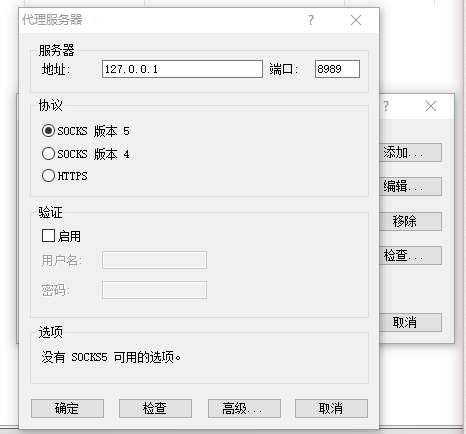 代理服务器
服务器
地址: 127.0.0.1 端口: 8989
协议
SOCKS 版本 5
SOCKS 版本 4
HTTPS
验证
启用
用户名:
密码:
选项
没有 SOCKS5 可用的选项。
确定 检查 高级... 取消
添加...
编辑...
移除
检查...
取消